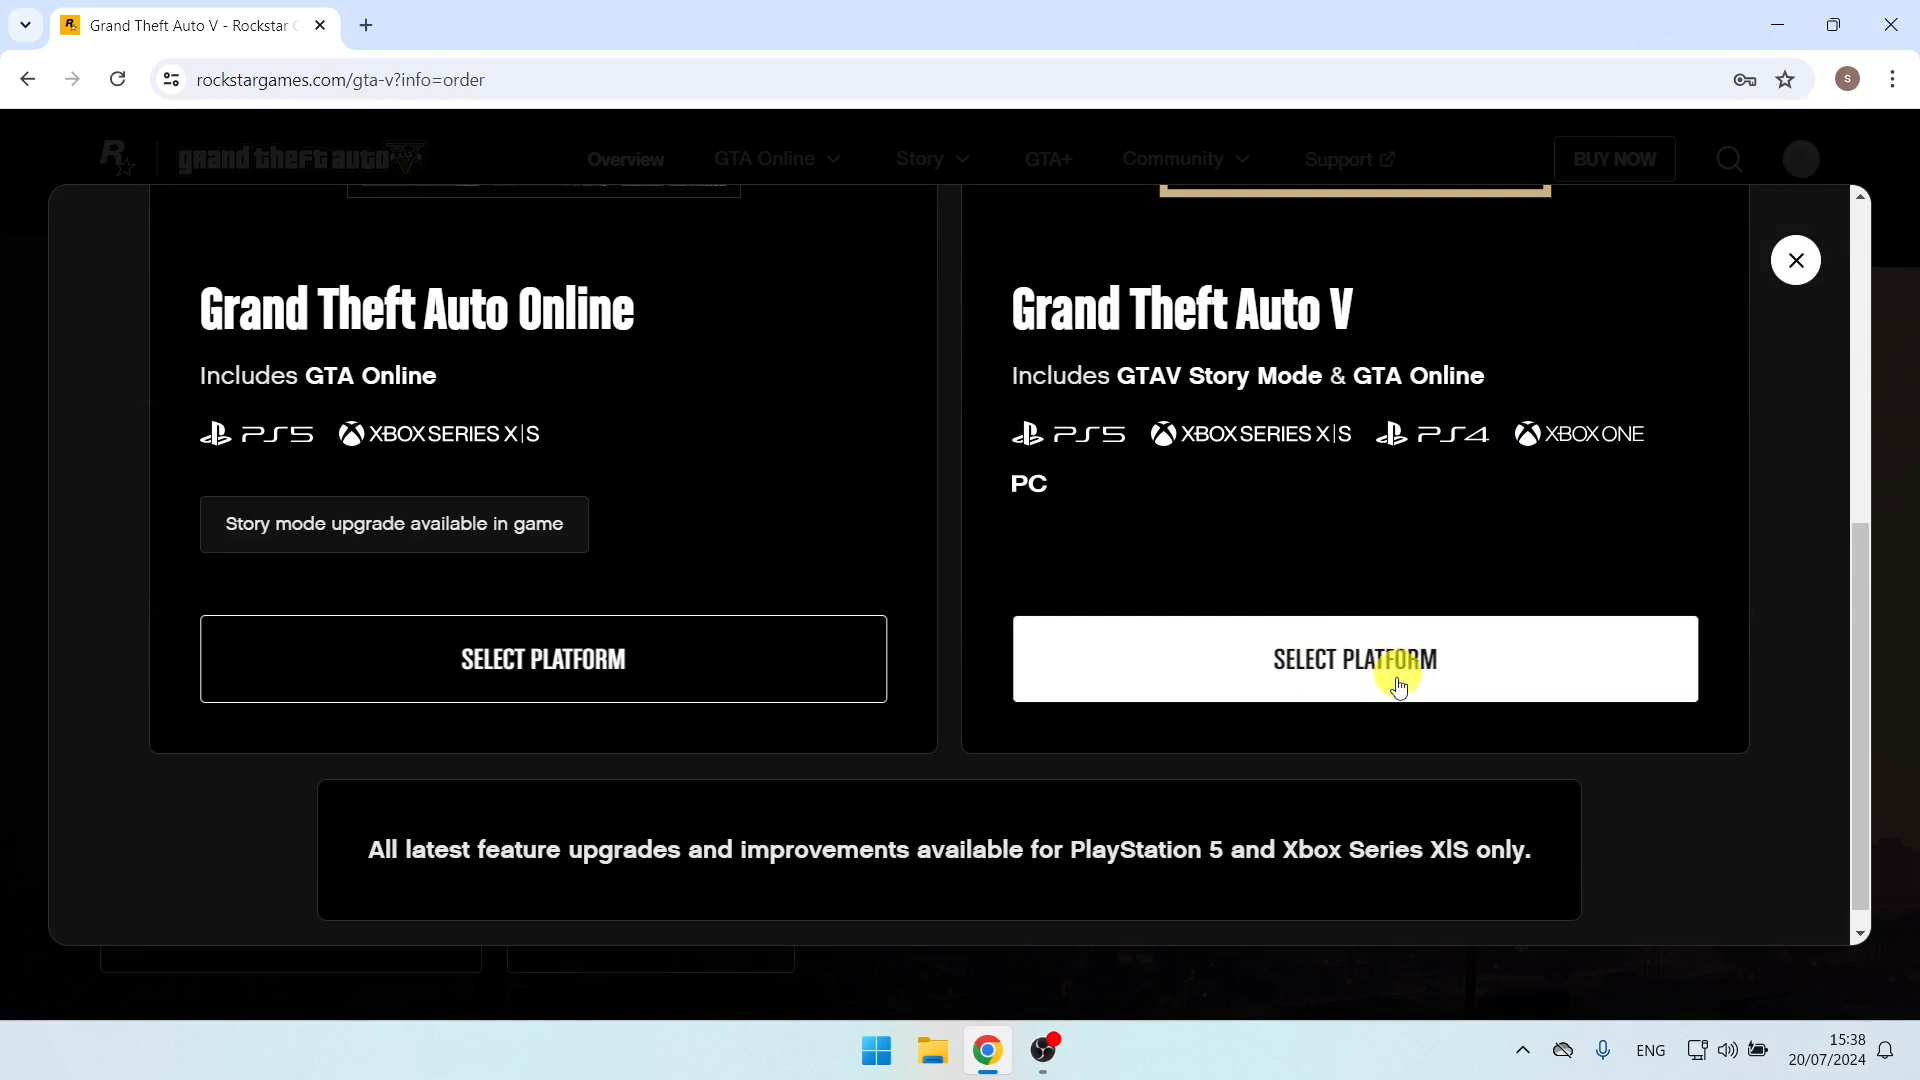 Grand Theft Auto V - Rockstar
rockstargames.com/gta-v?info=order
S
grand theft auto V
Overview
GTA Online
Story
GTA+
Community
Support
BUY NOW
Grand Theft Auto Online
Includes GTA Online
PS5 XBOX SERIES X|S
Story mode upgrade available in game
SELECT PLATFORM
Grand Theft Auto V
Includes GTAV Story Mode & GTA Online
PS5 XBOX SERIES X|S PS4 XBOX ONE
PC
SELECT PLATFORM
All latest feature upgrades and improvements available for PlayStation 5 and Xbox Series X|S only.
ENG
15:38
20/07/2024